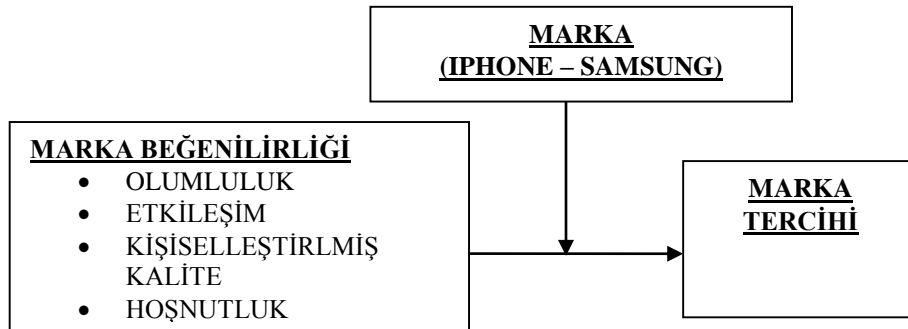 MARKA
(IPHONE – SAMSUNG)
MARKA BEĞENİLİRLİĞİ
• OLUMLULUK
• ETKİLEŞİM
• KİŞİSELLEŞTİRLMİŞ
KALİTE
• HOŞNUTLUK
MARKA
TERCİHİ